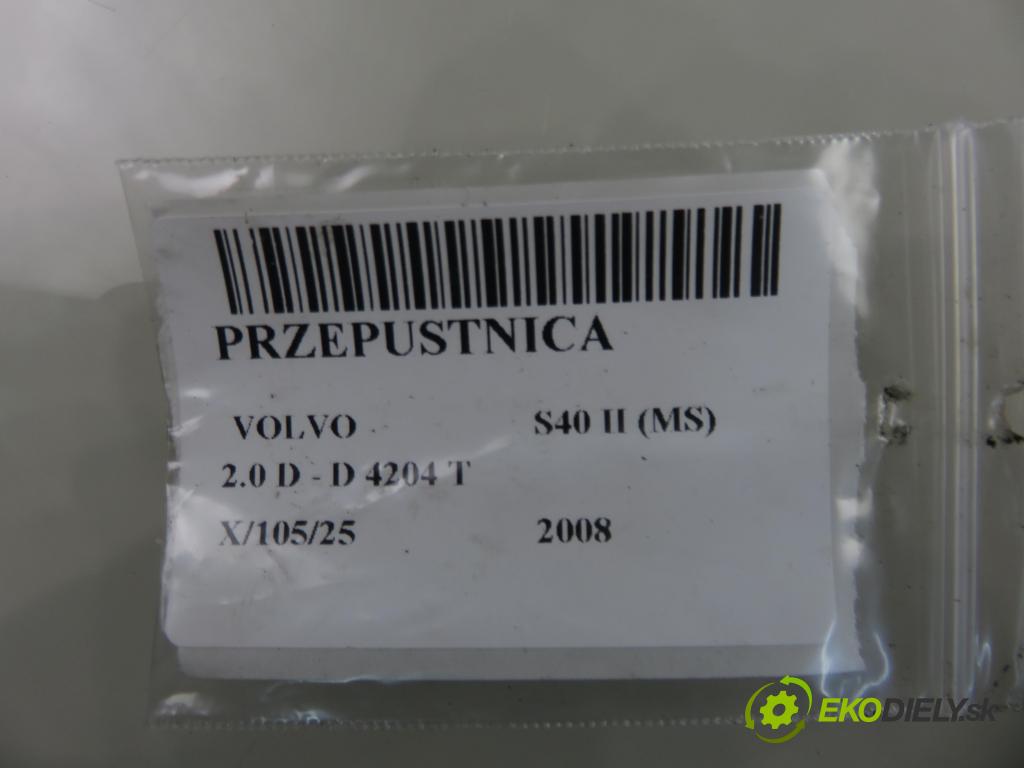 PRZEPUSTNICA
VOLVO S40 II (MS)
2.0 D - D 4204 T
X/105/25 2008
EKODIELY.sk